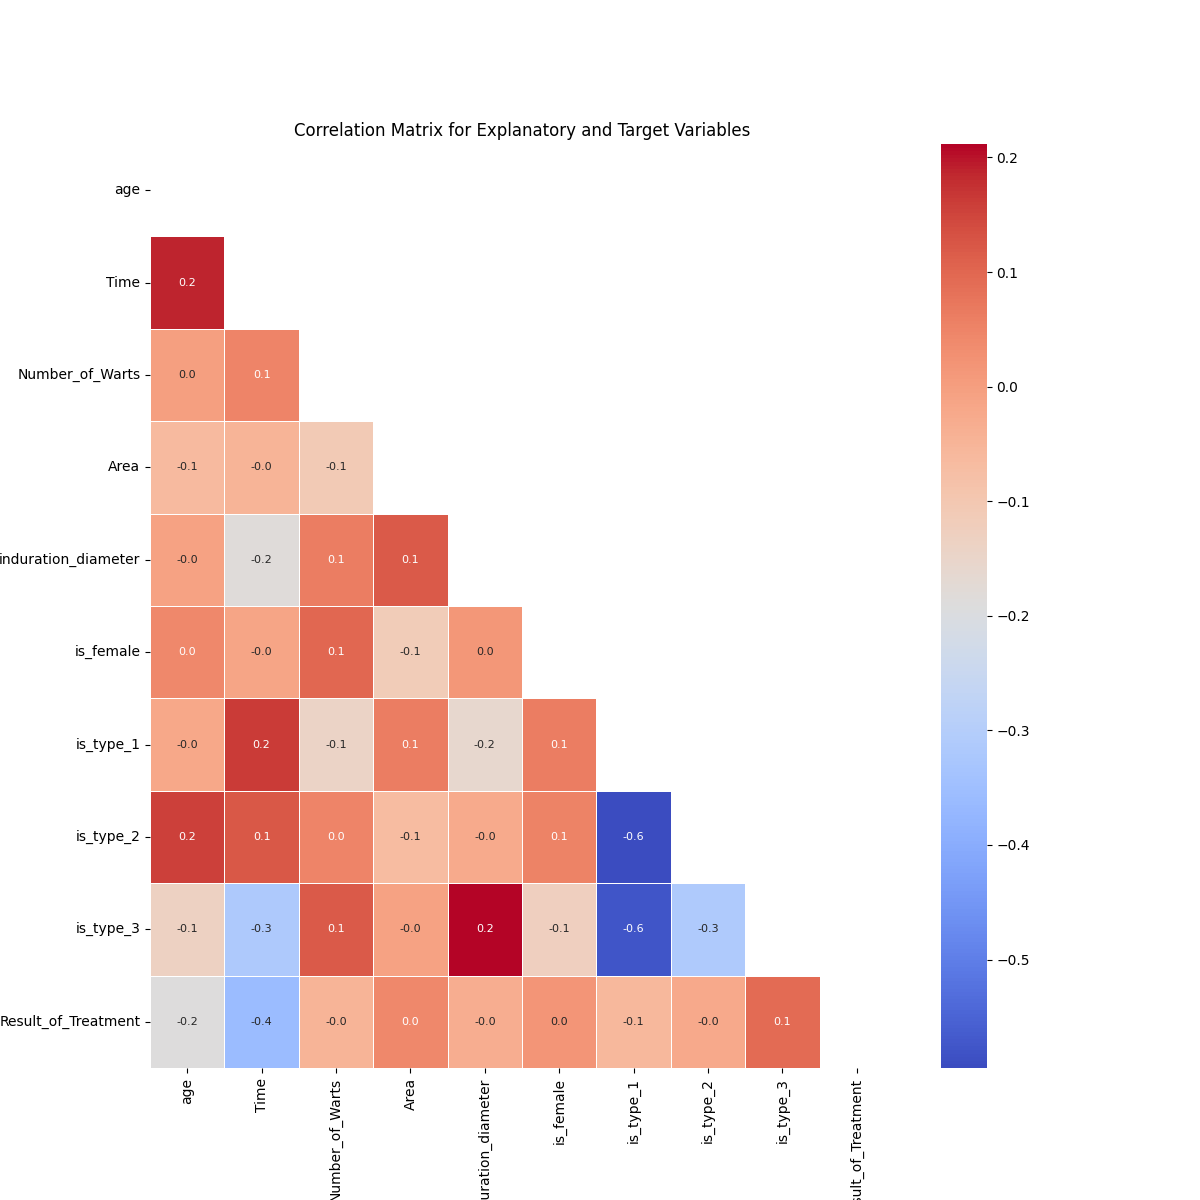 Correlation Matrix for Explanatory and Target Variables
age
Time 0.2
Number_of_Warts 0.0 0.1
Area -0.1 -0.0 -0.1
induration_diameter -0.0 -0.2 0.1 0.1
is_female 0.0 -0.0 0.1 -0.1 0.0
is_type_1 -0.0 0.2 -0.1 0.1 -0.2 0.1
is_type_2 0.2 0.1 0.0 -0.1 -0.0 0.1 -0.6
is_type_3 -0.1 -0.3 0.1 -0.0 0.2 -0.1 -0.6 -0.3
Result_of_Treatment -0.2 -0.4 -0.0 0.0 -0.0 0.0 -0.1 -0.0 0.1
age
Time
Number_of_Warts
Area
uration_diameter
is_female
is_type_1
is_type_2
is_type_3
sult_of_Treatment
0.2
0.1
0.0
−0.1
−0.2
−0.3
−0.4
−0.5